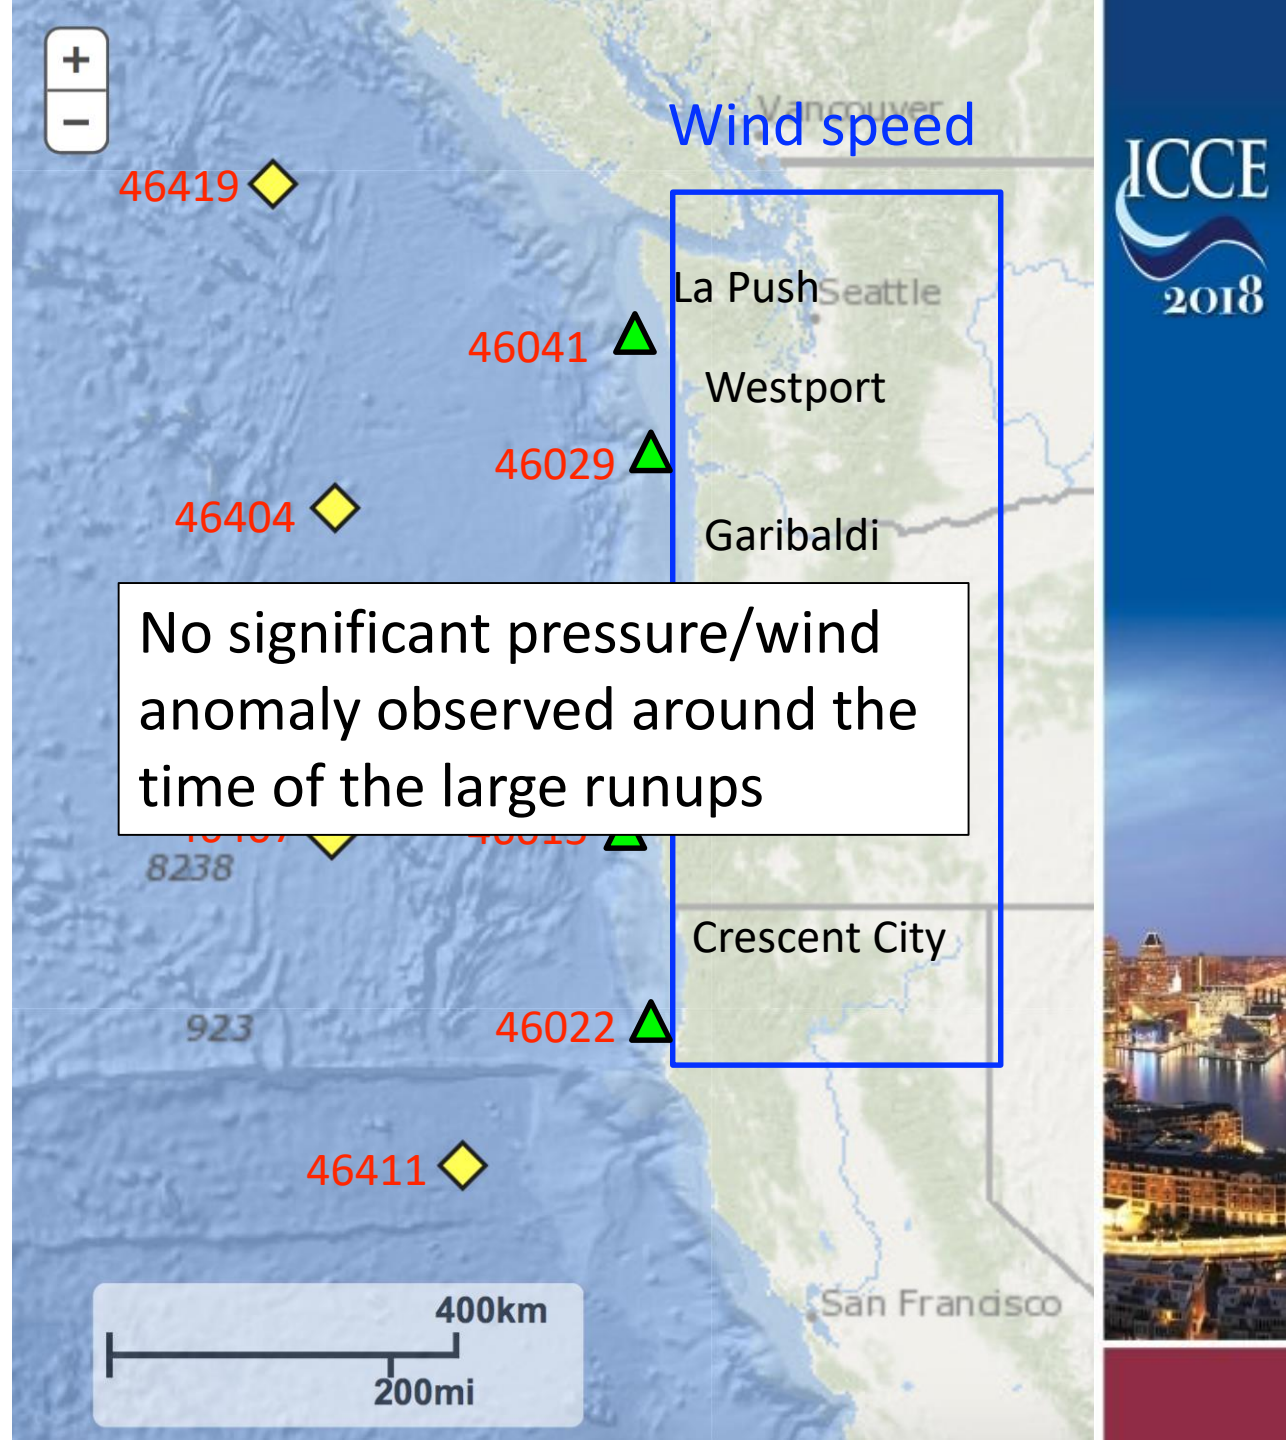 +
−
Vancouver
Wind speed
ICCE
2018
46419
La Push
Seattle
46041
Westport
46029
46404
Garibaldi
No significant pressure/wind
anomaly observed around the
time of the large runups
8238
Crescent City
923
46022
46411
400km
200mi
San Francisco